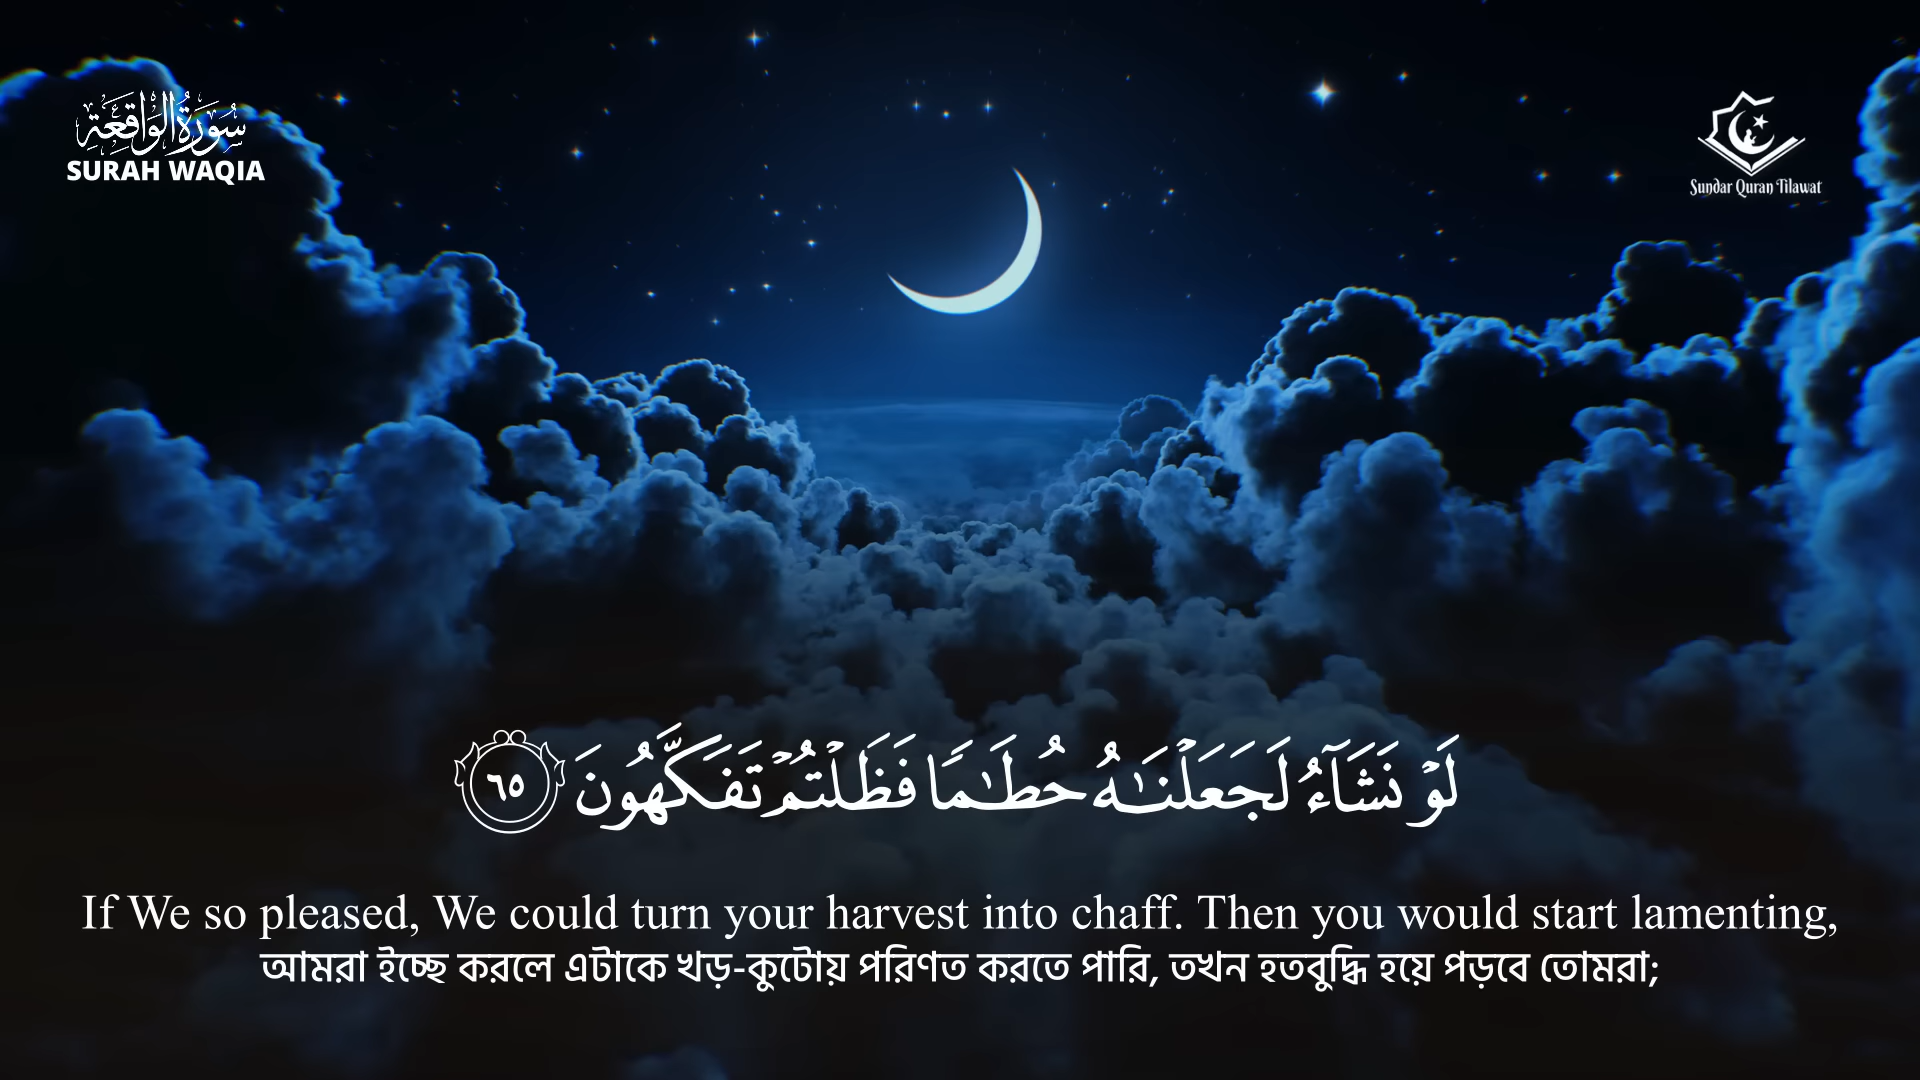 سُورَةُ الوَاقِعَة
SURAH WAQIA
Sundar Quran Tilawat
لَوْ نَشَآءُ لَجَعَلْنَٰهُ حُطَٰمًا فَظَلْتُمْ تَفَكَّهُونَ ٦٥
If We so pleased, We could turn your harvest into chaff. Then you would start lamenting,
আমরা ইচ্ছে করলে এটাকে খড়-কুটোয় পরিণত করতে পারি, তখন হতবুদ্ধি হয়ে পড়বে তোমরা;